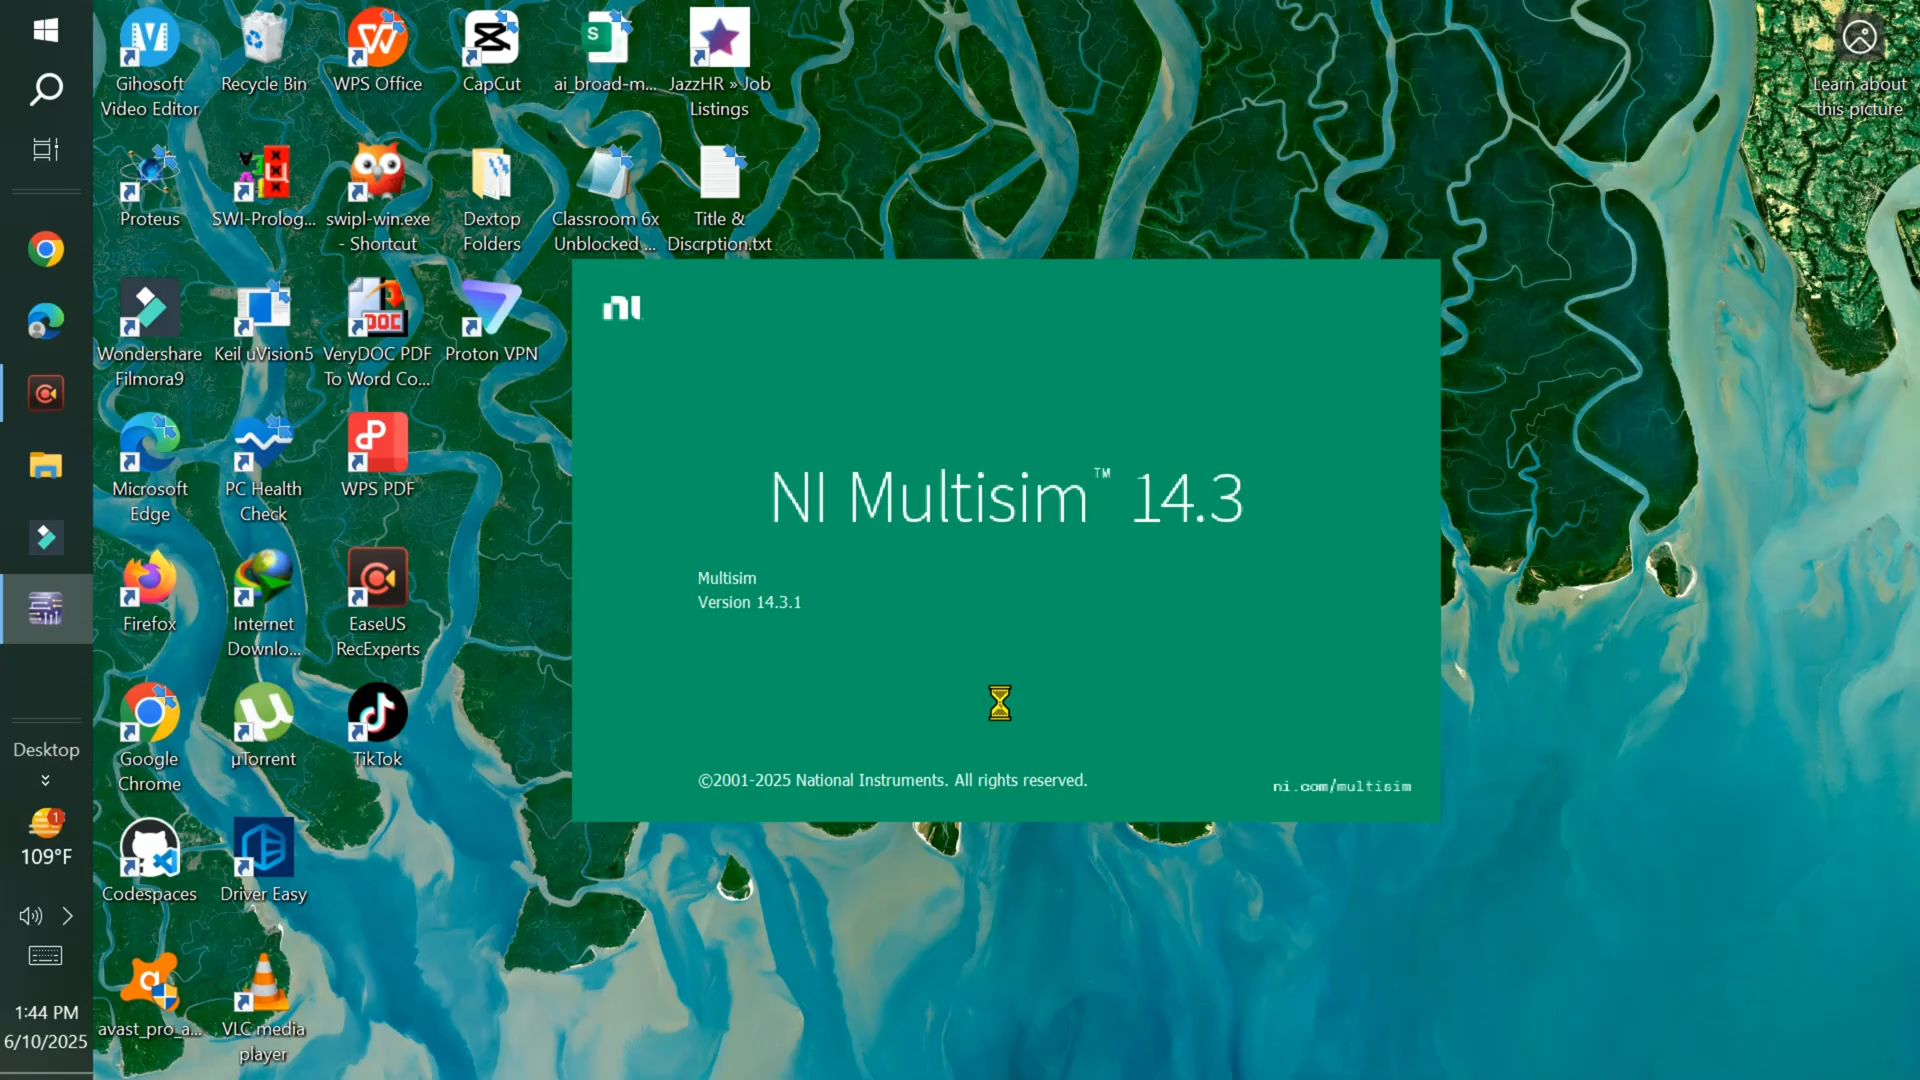 Gihosoft
Video Editor
Recycle Bin
WPS Office
CapCut
ai_broad-m...
JazzHR » Job
Listings
Learn about
this picture
Proteus
SWI-Prolog...
swipl-win.exe
- Shortcut
Dextop
Folders
Classroom 6x
Unblocked ...
Title &
Discrption.txt
Wondershare
Filmora9
Keil uVision5
VeryDOC PDF
To Word Co...
Proton VPN
DOC
Microsoft
Edge
PC Health
Check
WPS PDF
Firefox
Internet
Downlo...
EaseUS
RecExperts
Google
Chrome
µTorrent
TikTok
Codespaces
Driver Easy
avast_pro_a...
VLC media
player
Desktop
1
109°F
1:44 PM
6/10/2025
NI
NI Multisim™ 14.3
Multisim
Version 14.3.1
©2001-2025 National Instruments. All rights reserved.
ni.com/multisim